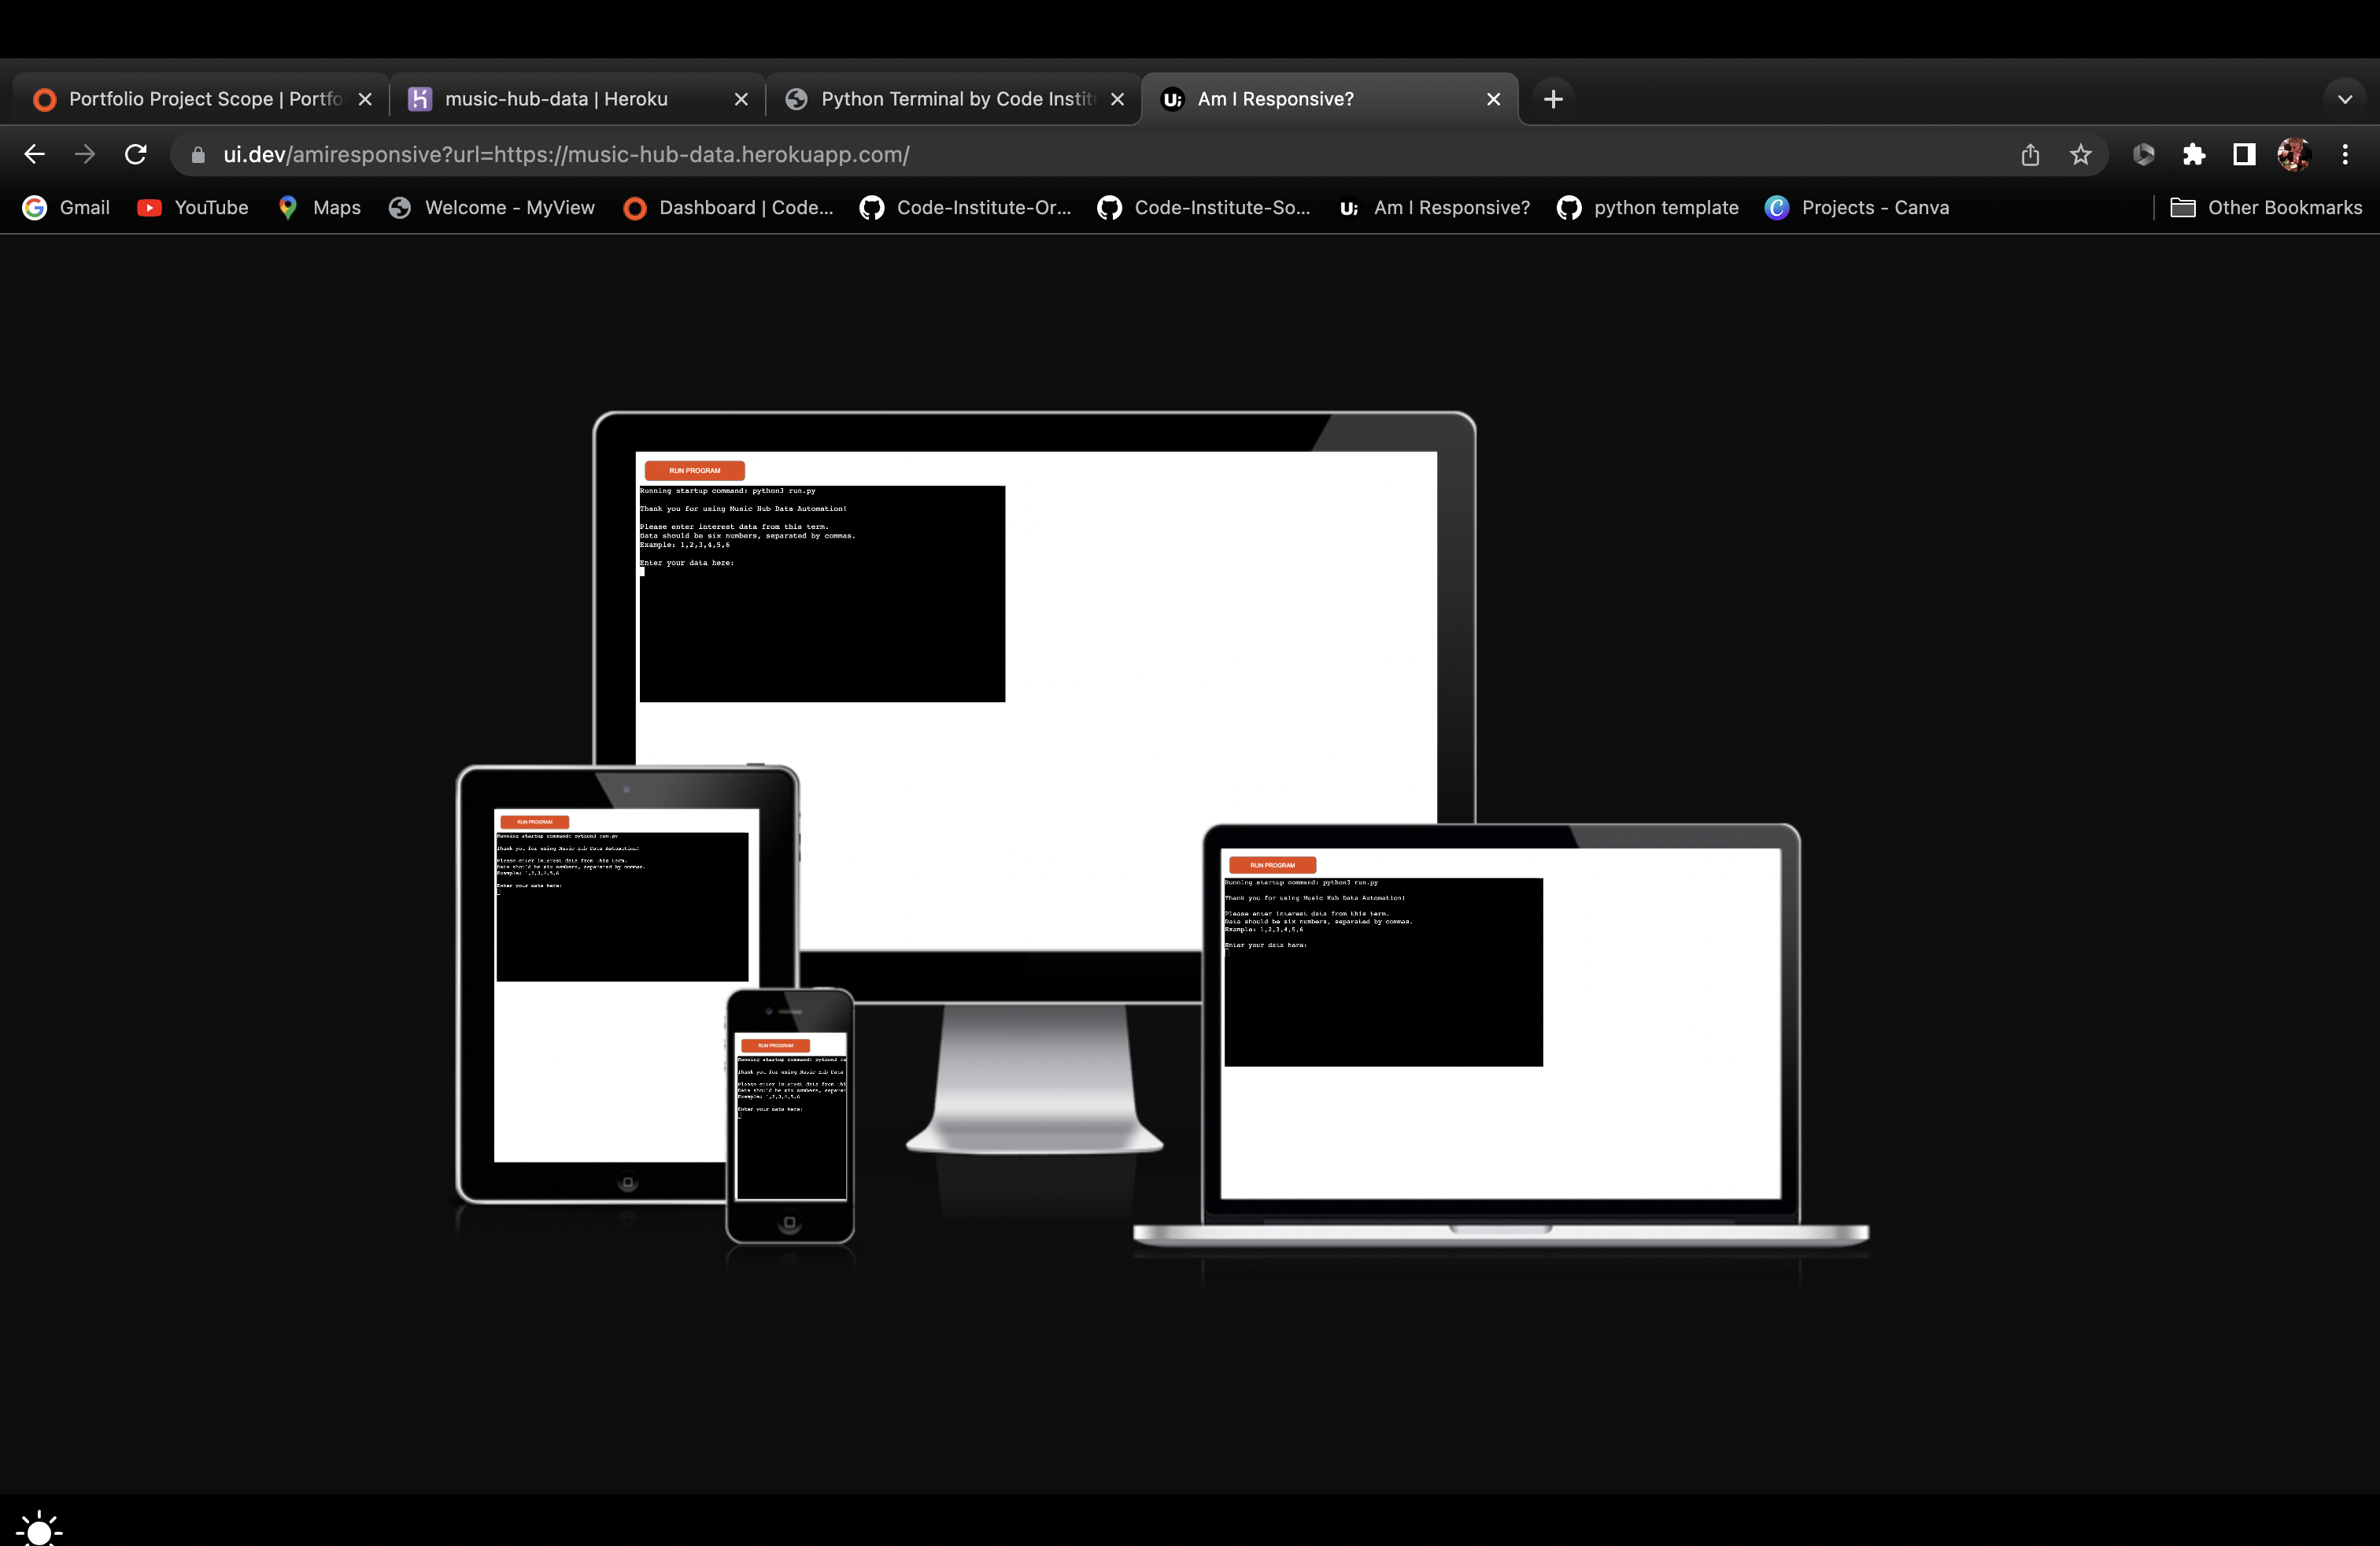 Portfolio Project Scope | Portfo
music-hub-data | Heroku
Python Terminal by Code Instit
Am I Responsive?
ui.dev/amiresponsive?url=https://music-hub-data.herokuapp.com/
Gmail
YouTube
Maps
Welcome - MyView
Dashboard | Code...
Code-Institute-Or...
Code-Institute-So...
Am I Responsive?
python template
Projects - Canva
Other Bookmarks
RUN PROGRAM
Running startup command: python3 run.py
Thank you for using Music Hub Data Automation!
Please enter interest data from this term.
Data should be six numbers, separated by commas.
Example: 1,2,3,4,5,6
Enter your data here:
RUN PROGRAM
Running startup command: python3 run.py
Thank you for using Music Hub Data Automation!
Please enter interest data from this term.
Data should be six numbers, separated by commas.
Example: 1,2,3,4,5,6
Enter your data here:
RUN PROGRAM
Running startup command: python3 run.py
Thank you for using Music Hub Data Automation!
Please enter interest data from this term.
Data should be six numbers, separated by commas.
Example: 1,2,3,4,5,6
Enter your data here:
RUN PROGRAM
Running startup command: python3 ru
Thank you for using Music Hub Data
Please enter interest data from thi
Data should be six numbers, separat
Example: 1,2,3,4,5,6
Enter your data here: